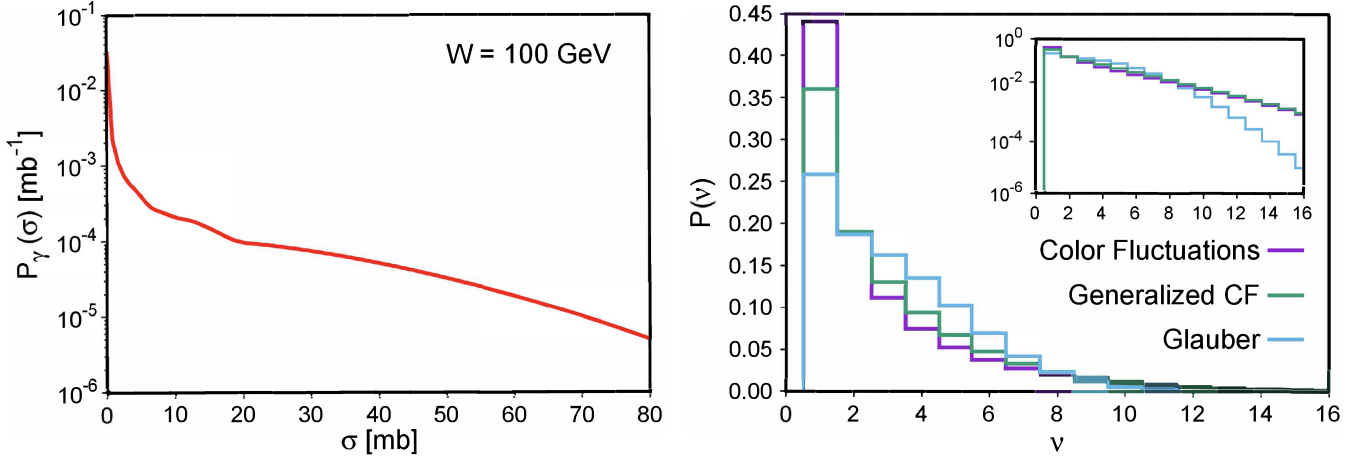 10⁻¹
10⁻²
10⁻³
10⁻⁴
10⁻⁵
10⁻⁶
P_γ (σ) [mb⁻¹]
W = 100 GeV
0 10 20 30 40 50 60 70 80
σ [mb]
0.45
0.40
0.35
0.30
0.25
0.20
0.15
0.10
0.05
0.00
P(ν)
0 2 4 6 8 10 12 14 16
ν
10⁰
10⁻²
10⁻⁴
10⁻⁶
0 2 4 6 8 10 12 14 16
Color Fluctuations
Generalized CF
Glauber